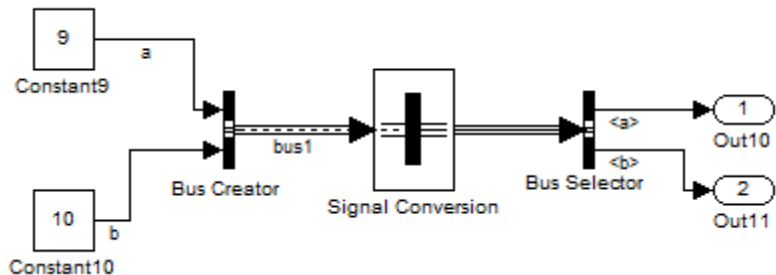 9
a
Constant9
10
b
Constant10
Bus Creator
bus1
Signal Conversion
<a>
<b>
Bus Selector
1
Out10
2
Out11